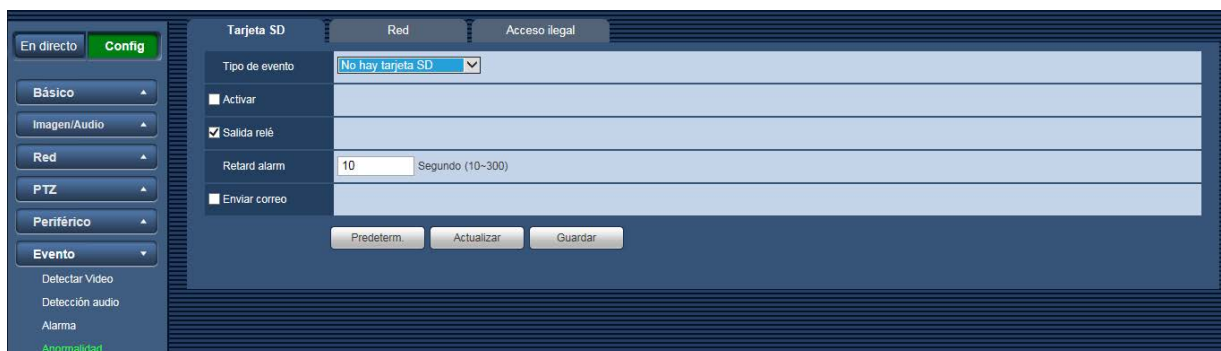 Tarjeta SD Red Acceso ilegal
En directo Config
Tipo de evento No hay tarjeta SD
Básico
Activar
Imagen/Audio
Salida relé
Red
Retard alarm 10 Segundo (10~300)
PTZ
Enviar correo
Periférico
Predeterm. Actualizar Guardar
Evento
Detectar Video
Detección audio
Alarma
Anormalidad